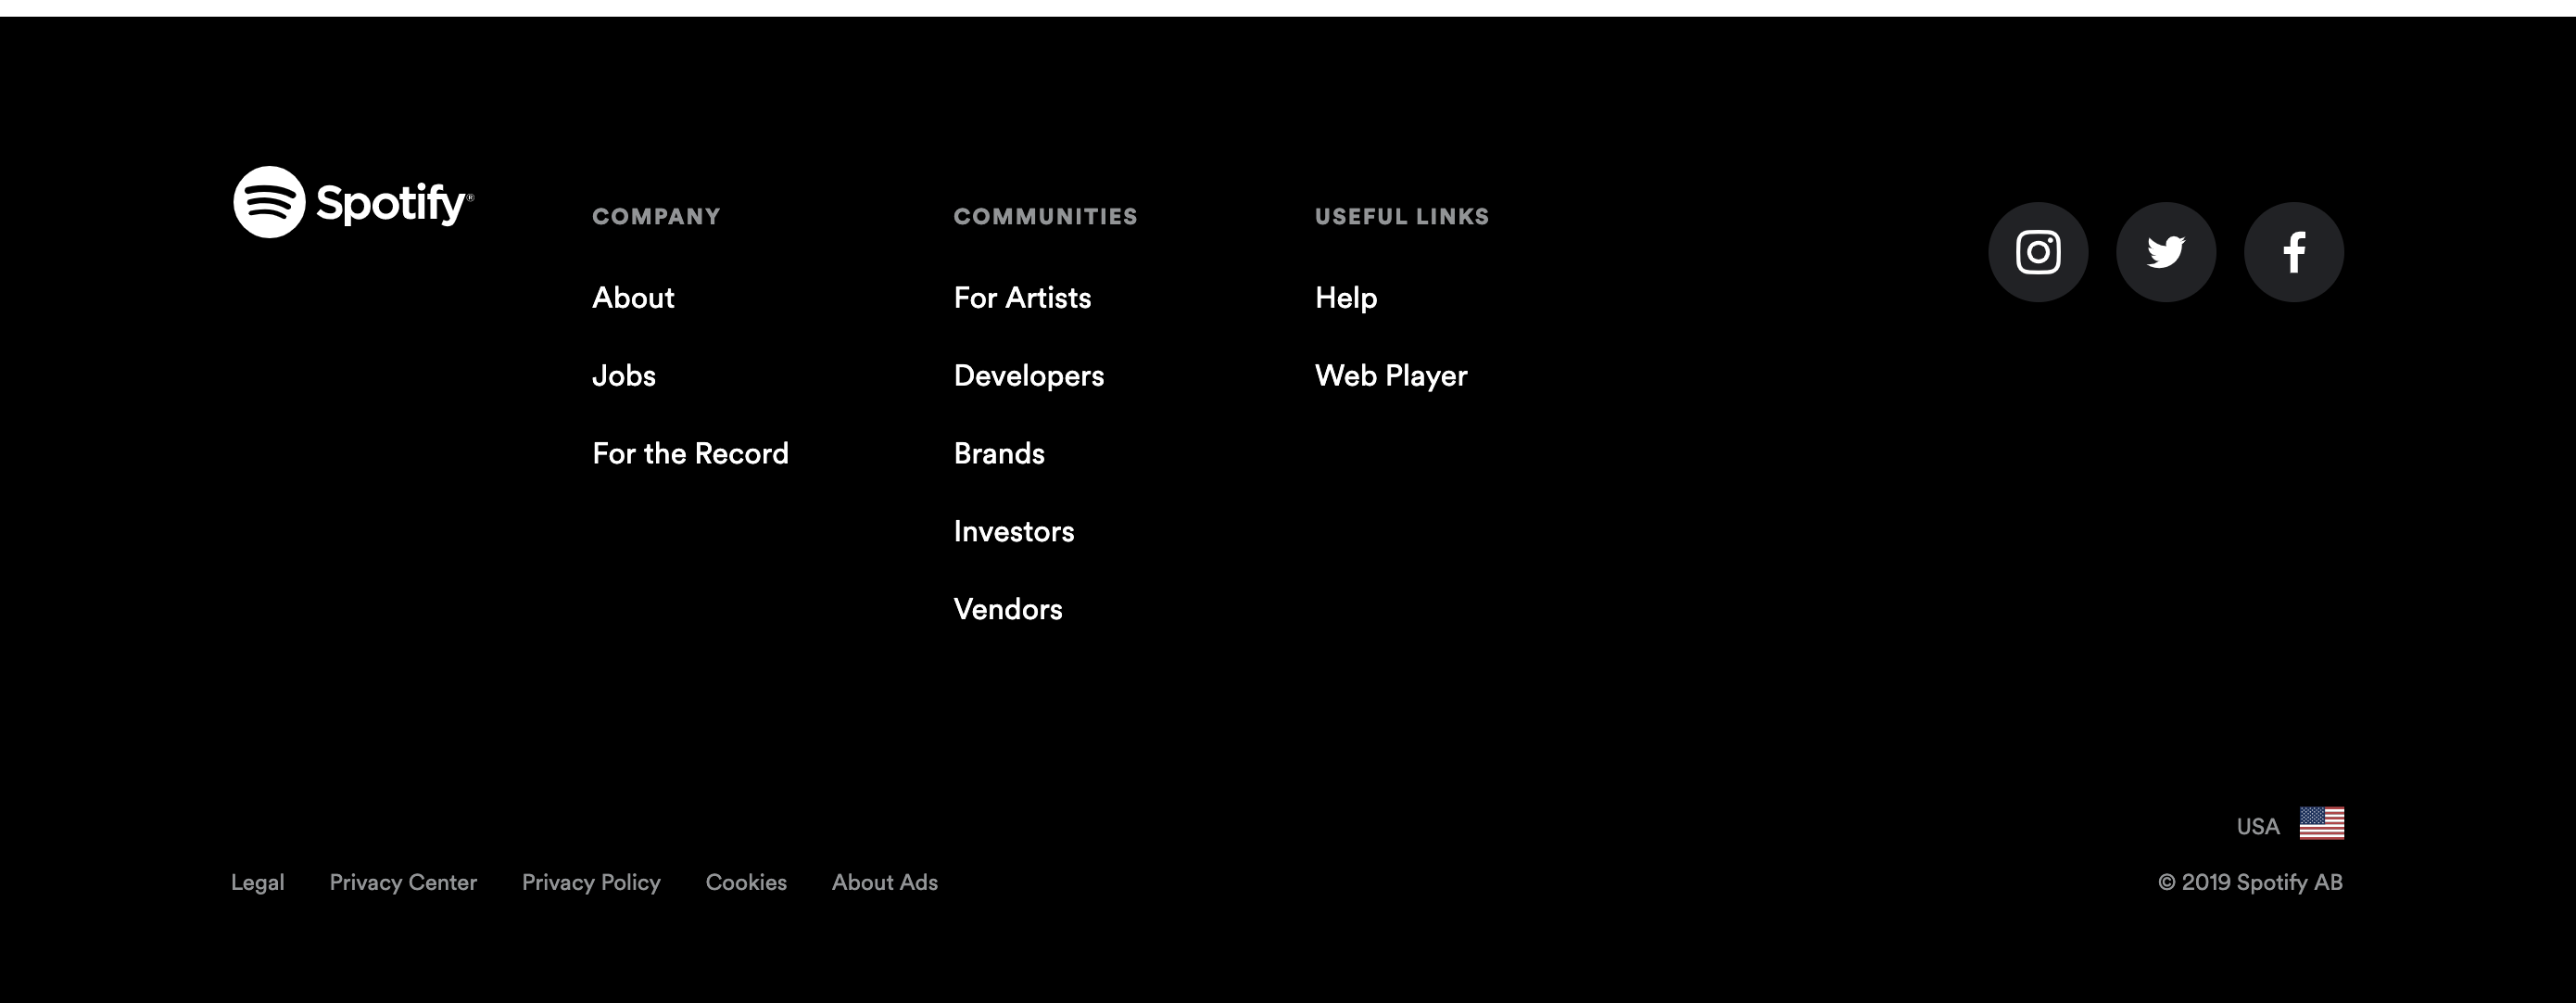 Spotify®
COMPANY
About
Jobs
For the Record
COMMUNITIES
For Artists
Developers
Brands
Investors
Vendors
USEFUL LINKS
Help
Web Player
USA
Legal Privacy Center Privacy Policy Cookies About Ads
© 2019 Spotify AB